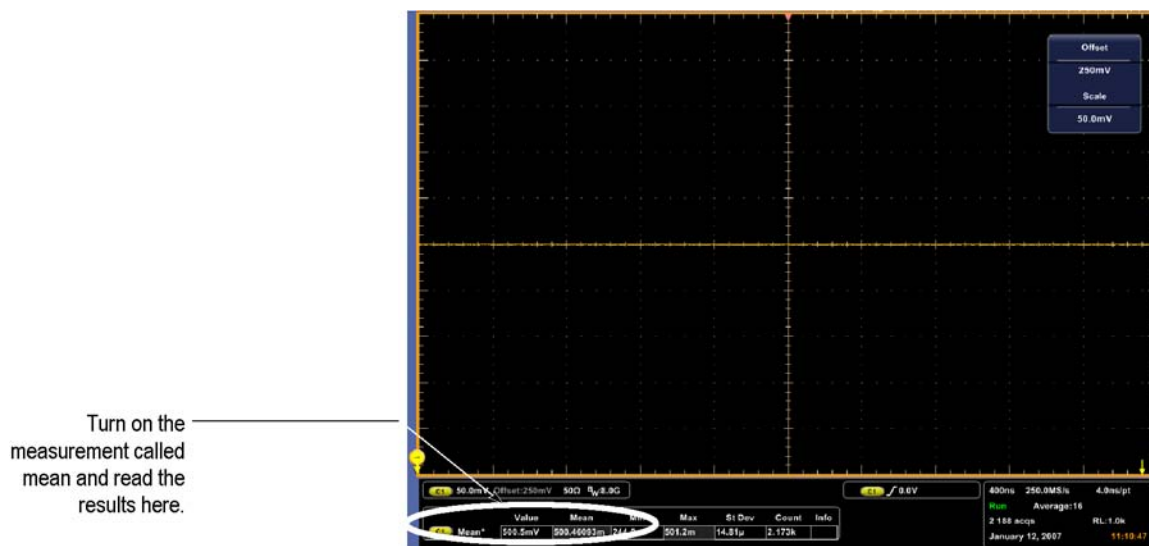 Offset
250mV
Scale
50.0mV
Turn on the
measurement called
mean and read the
results here.
C1 50.0mV Offset:250mV 50Ω BW:8.0G
C1 0.0V
400ns 250.0MS/s 4.0ns/pt
Run Average:16
2 188 acqs RL:1.0k
January 12, 2007 11:10:47
Value Mean Max St Dev Count Info
Mean* 500.5mV 501.2m 14.81µ 2.173k